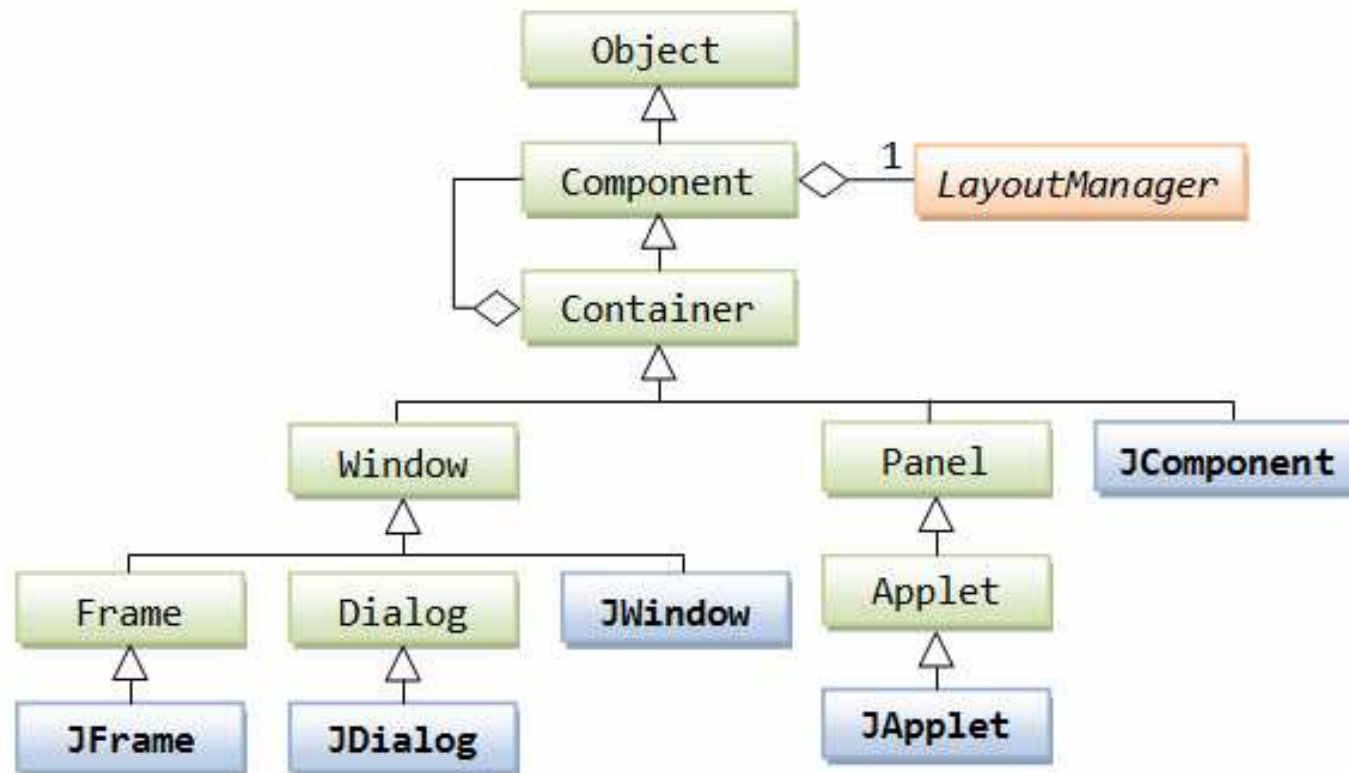 Object
Component
1
LayoutManager
Container
Window
Panel
JComponent
Frame
Dialog
JWindow
Applet
JFrame
JDialog
JApplet